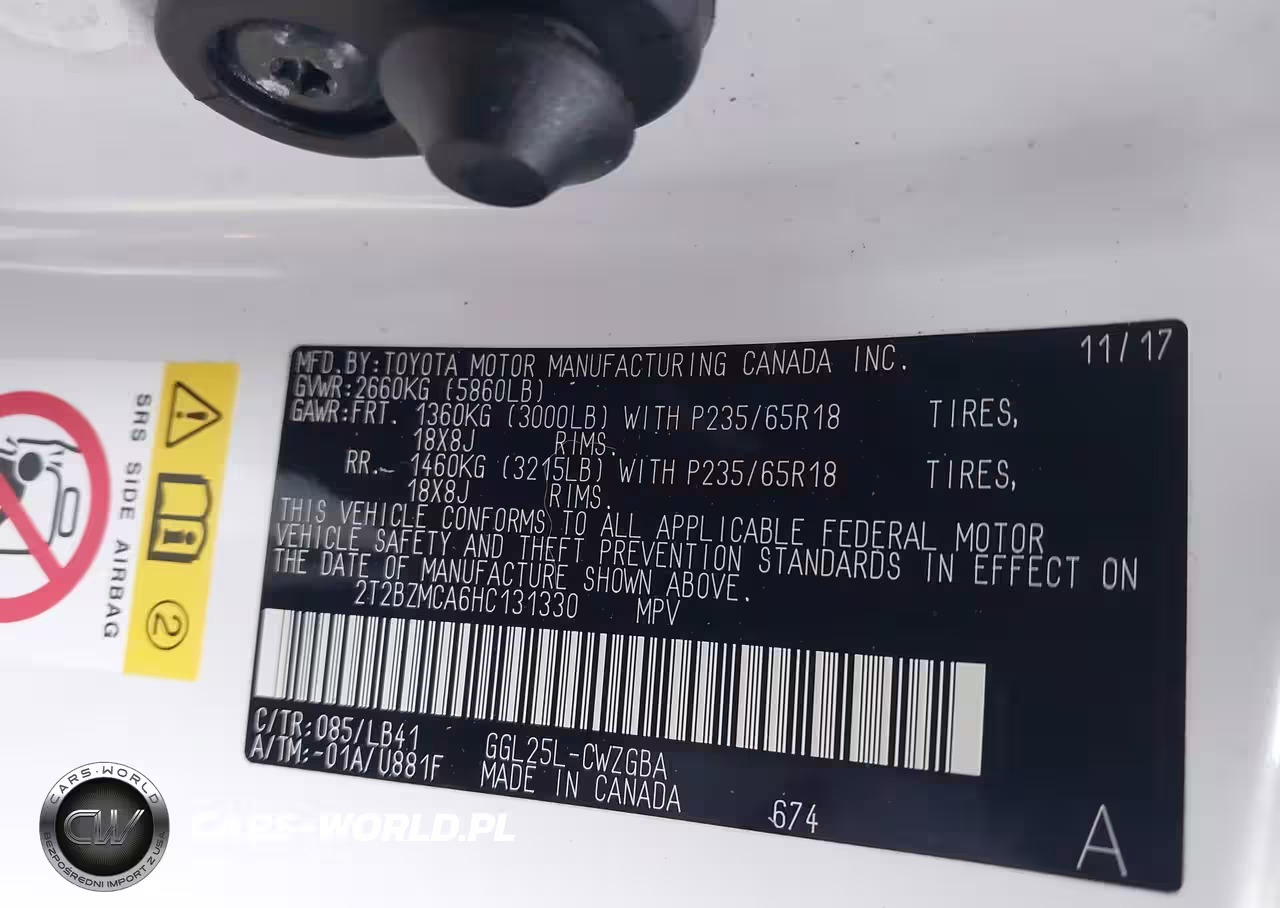 MFD.BY:TOYOTA MOTOR MANUFACTURING CANADA INC. 11/17
GVWR:2660KG (5860LB)
GAWR:FRT. 1360KG (3000LB) WITH P235/65R18 TIRES,
18X8J RIMS.
RR. 1460KG (3215LB) WITH P235/65R18 TIRES,
18X8J RIMS.
THIS VEHICLE CONFORMS TO ALL APPLICABLE FEDERAL MOTOR
VEHICLE SAFETY AND THEFT PREVENTION STANDARDS IN EFFECT ON
THE DATE OF MANUFACTURE SHOWN ABOVE.
2T2BZMCA6HC131330 MPV
C/TR:085/LB41
A/TM:-01A/U881F
GGL25L-CWZGBA
MADE IN CANADA
674
A
SRS SIDE AIRBAG
2
CARS-WORLD
CW
BEZPOŚREDNI IMPORT Z USA
CARS-WORLD.PL